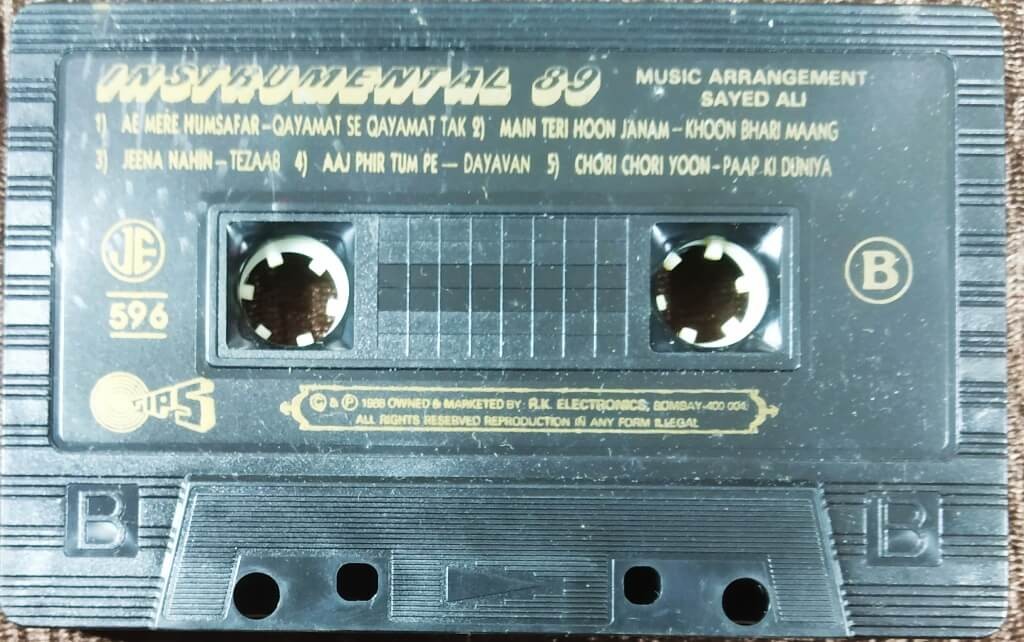 INSTRUMENTAL 89
MUSIC ARRANGEMENT
SAYED ALI
1) AE MERE HUMSAFAR – QAYAMAT SE QAYAMAT TAK 2) MAIN TERI HOON JANAM – KHOON BHARI MAANG
3) JEENA NAHIN – TEZAAB 4) AAJ PHIR TUM PE — DAYAVAN 5) CHORI CHORI YOON – PAAP KI DUNIYA
JE
596
B
TIPS
© & ℗ 1988 OWNED & MARKETED BY: R.K. ELECTRONICS, BOMBAY-400 004.
ALL RIGHTS RESERVED REPRODUCTION IN ANY FORM ILLEGAL
B
B